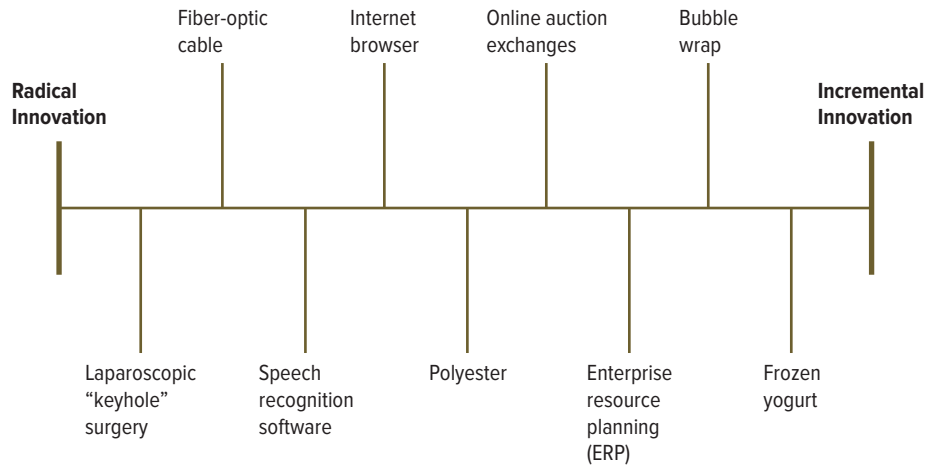 Fiber-optic
cable
Internet
browser
Online auction
exchanges
Bubble
wrap
Radical
Innovation
Incremental
Innovation
Laparoscopic
“keyhole”
surgery
Speech
recognition
software
Polyester
Enterprise
resource
planning
(ERP)
Frozen
yogurt